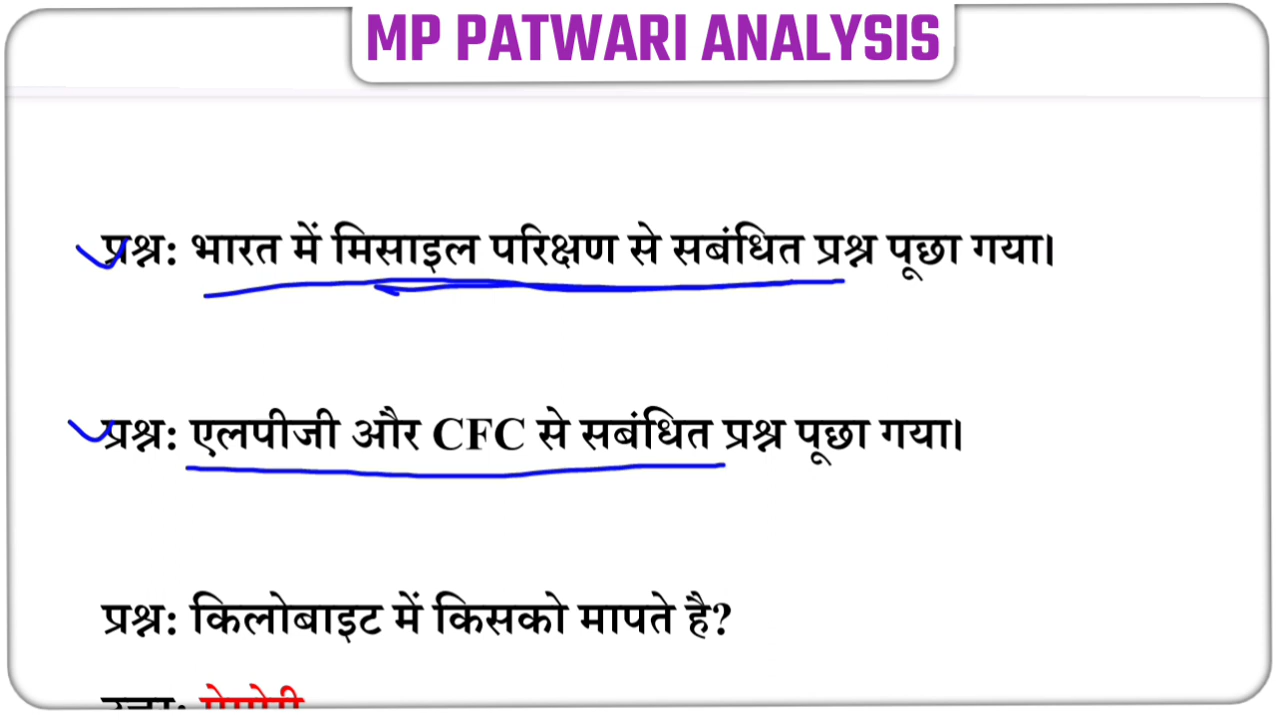 MP PATWARI ANALYSIS
प्रश्न: भारत में मिसाइल परिक्षण से सबंधित प्रश्न पूछा गया।
प्रश्न: एलपीजी और CFC से सबंधित प्रश्न पूछा गया।
प्रश्न: किलोबाइट में किसको मापते है?